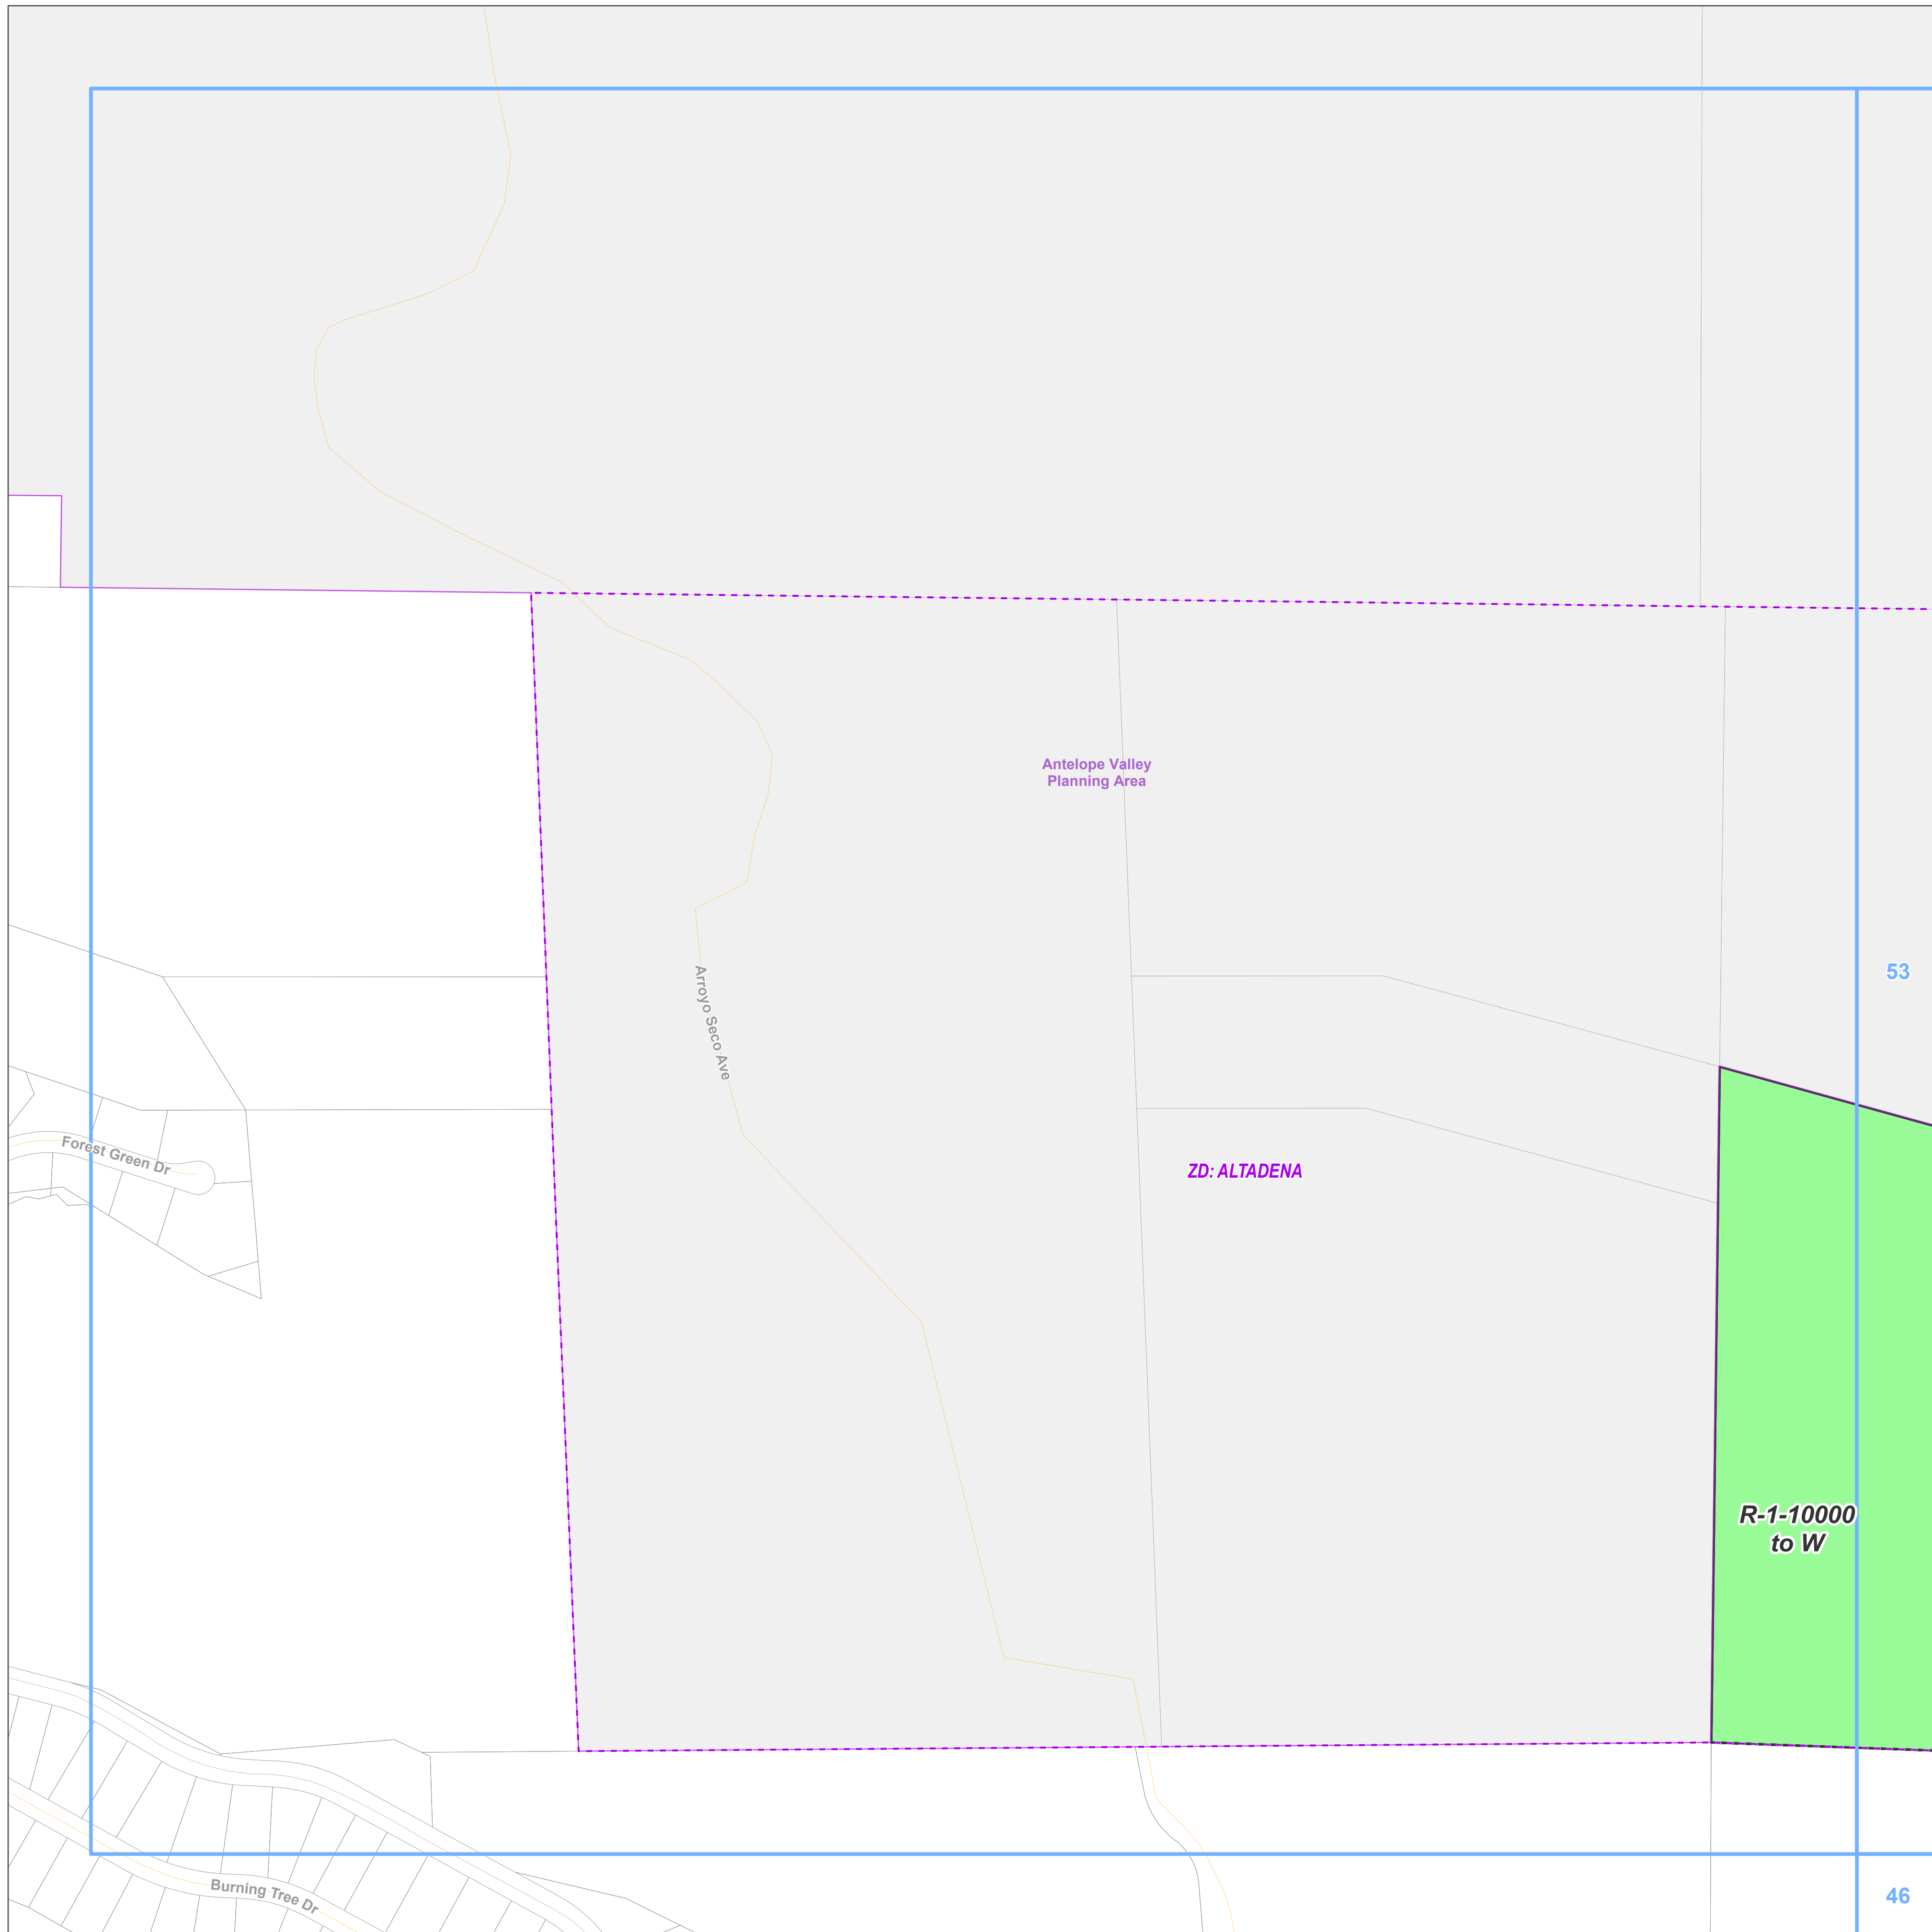 Antelope Valley
Planning Area
53
Arroyo Seco Ave
Forest Green Dr
ZD: ALTADENA
R-1-10000
to W
Burning Tree Dr
46